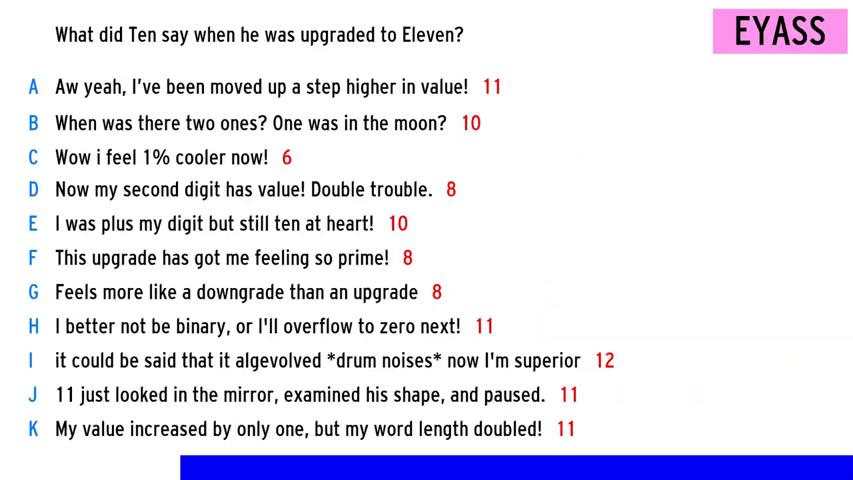 What did Ten say when he was upgraded to Eleven?
EYASS
A Aw yeah, I've been moved up a step higher in value! 11
B When was there two ones? One was in the moon? 10
C Wow i feel 1% cooler now! 6
D Now my second digit has value! Double trouble. 8
E I was plus my digit but still ten at heart! 10
F This upgrade has got me feeling so prime! 8
G Feels more like a downgrade than an upgrade 8
H I better not be binary, or I'll overflow to zero next! 11
I it could be said that it algevolved *drum noises* now I'm superior 12
J 11 just looked in the mirror, examined his shape, and paused. 11
K My value increased by only one, but my word length doubled! 11